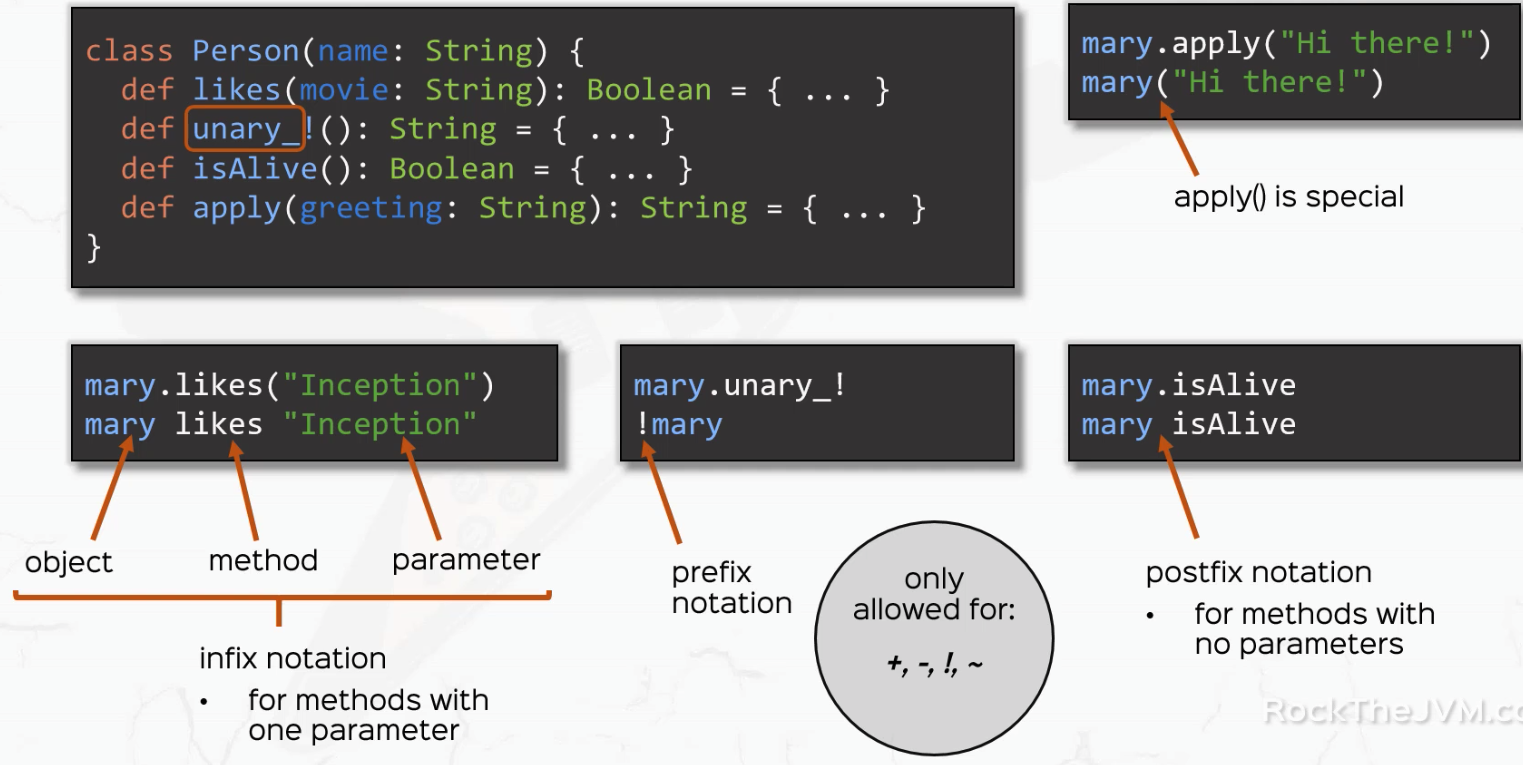 class Person(name: String) {
def likes(movie: String): Boolean = { ... }
def unary_!(): String = { ... }
def isAlive(): Boolean = { ... }
def apply(greeting: String): String = { ... }
}
mary.apply("Hi there!")
mary("Hi there!")
apply() is special
mary.likes("Inception")
mary likes "Inception"
object method parameter
infix notation
• for methods with
one parameter
mary.unary_!
!mary
prefix
notation
only
allowed for:
+, -, !, ~
mary.isAlive
mary isAlive
postfix notation
• for methods with
no parameters
RockTheJVM.co